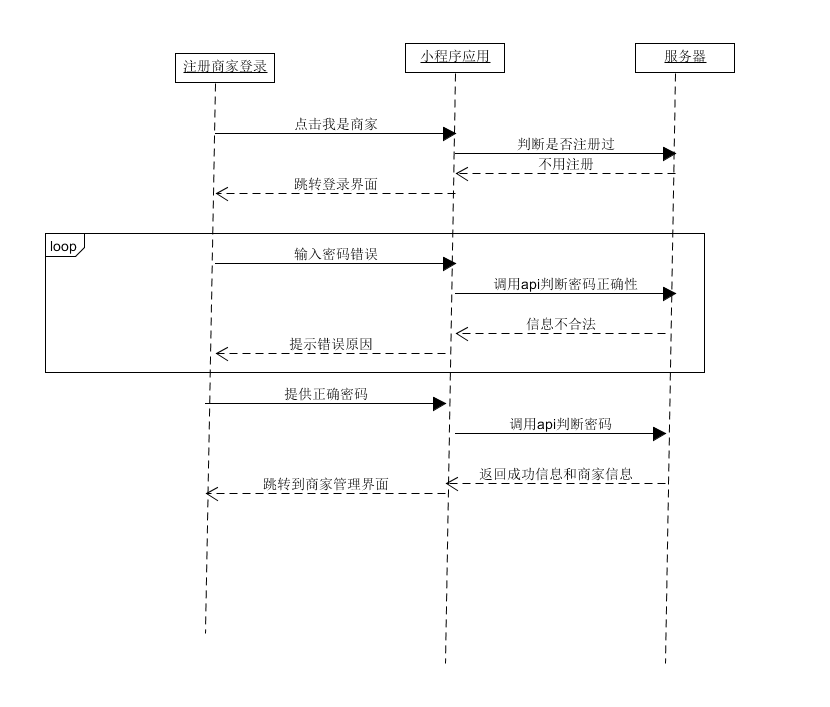 注册商家登录
小程序应用
服务器
点击我是商家
判断是否注册过
不用注册
跳转登录界面
loop
输入密码错误
调用api判断密码正确性
信息不合法
提示错误原因
提供正确密码
调用api判断密码
返回成功信息和商家信息
跳转到商家管理界面